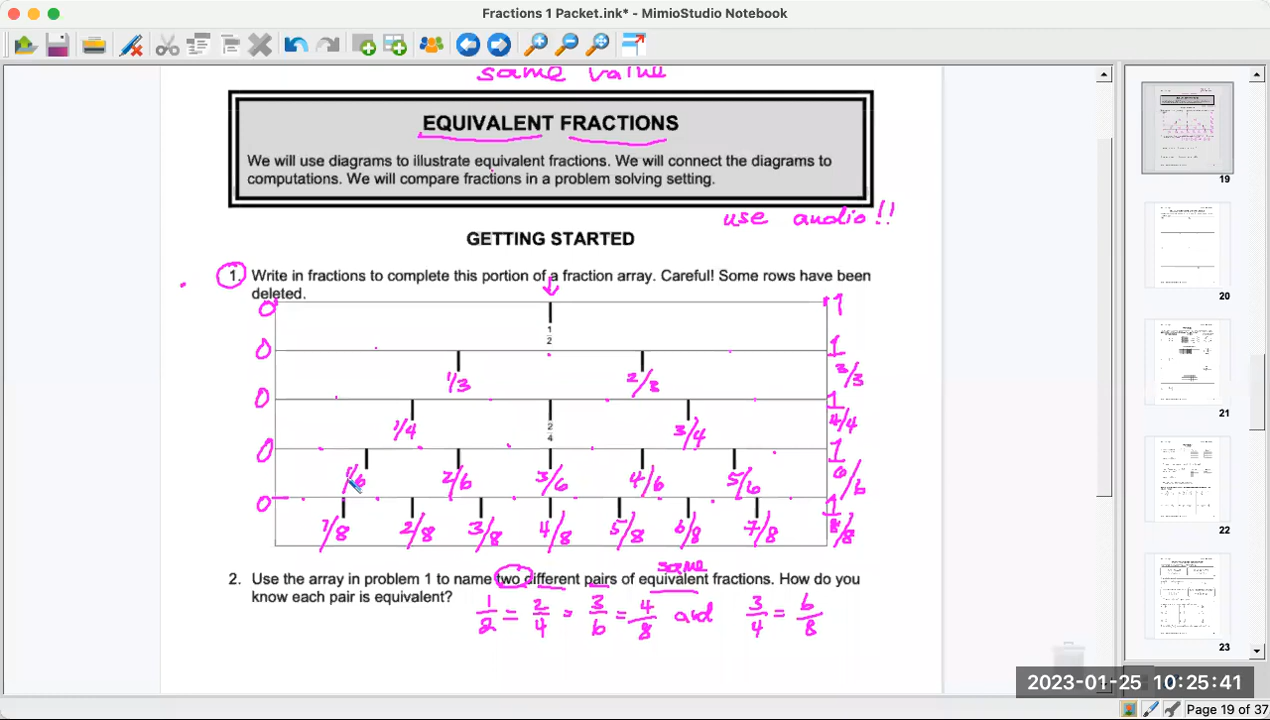 Fractions 1 Packet.ink* - MimioStudio Notebook
same value
EQUIVALENT FRACTIONS
We will use diagrams to illustrate equivalent fractions. We will connect the diagrams to
computations. We will compare fractions in a problem solving setting.
use audio!!
GETTING STARTED
1. Write in fractions to complete this portion of a fraction array. Careful! Some rows have been
deleted.
0 1/2 1
0 1/3 2/3 1 3/3
0 1/4 2/4 3/4 1 4/4
0 1/6 2/6 3/6 4/6 5/6 1 6/6
0 1/8 2/8 3/8 4/8 5/8 6/8 7/8 1 8/8
same
2. Use the array in problem 1 to name two different pairs of equivalent fractions. How do you
know each pair is equivalent?
1/2 = 2/4 = 3/6 = 4/8 and 3/4 = 6/8
19
20
21
22
23
2023-01-25 10:25:41
Page 19 of 37